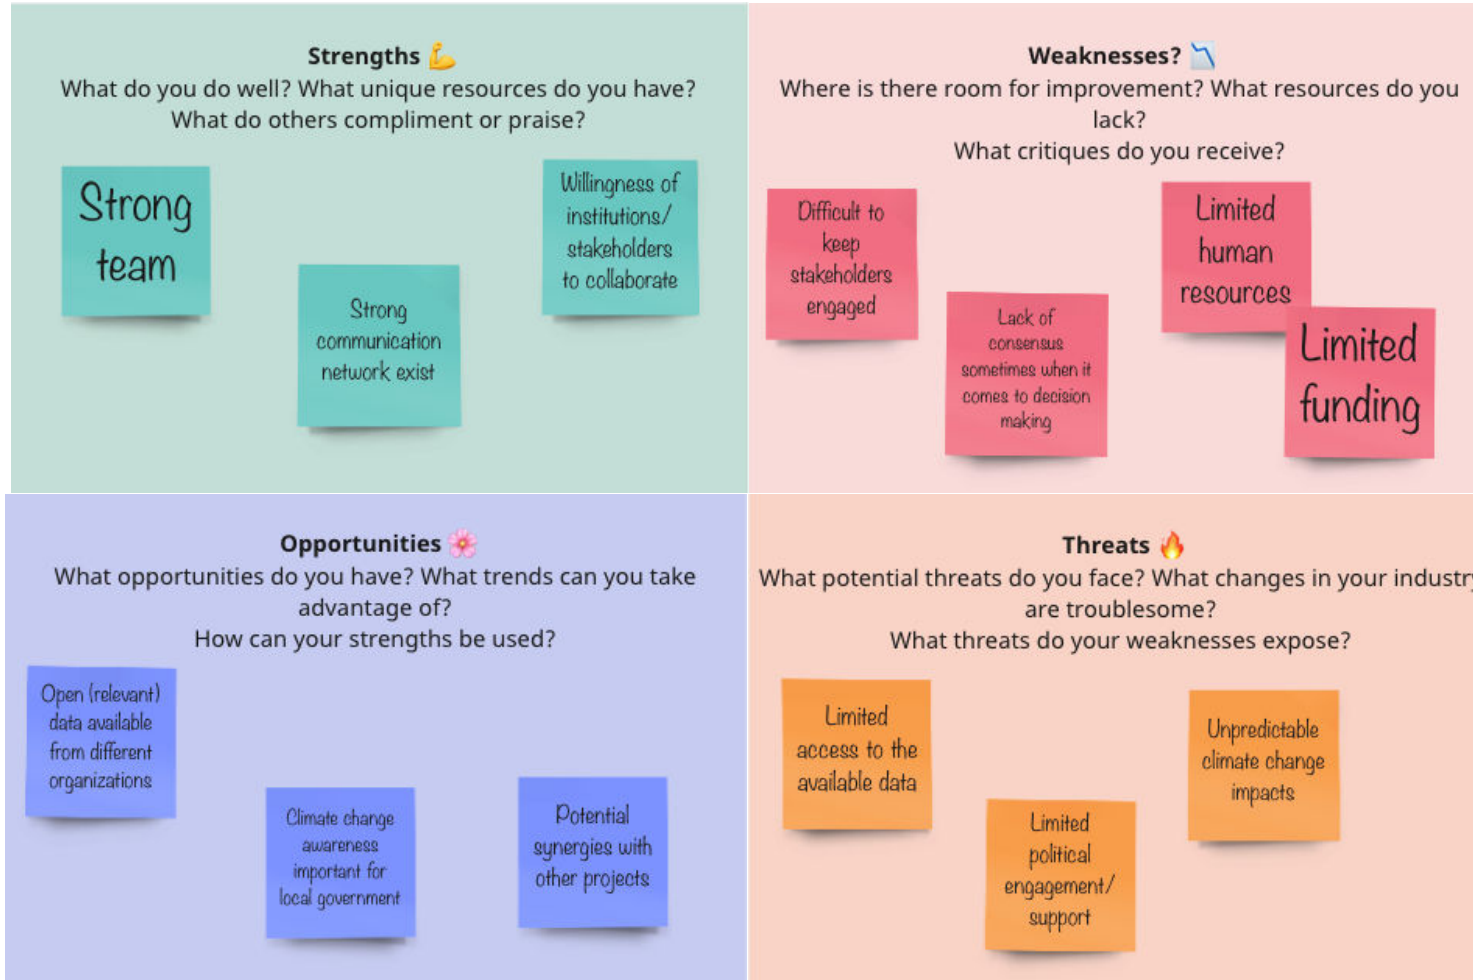 Strengths 💪
What do you do well? What unique resources do you have?
What do others compliment or praise?
Strong
team
Strong
communication
network exist
Willingness of
institutions/
stakeholders
to collaborate
Weaknesses? 📉
Where is there room for improvement? What resources do you
lack?
What critiques do you receive?
Difficult to
keep
stakeholders
engaged
Lack of
consensus
sometimes when it
comes to decision
making
Limited
human
resources
Limited
funding
Opportunities 🌸
What opportunities do you have? What trends can you take
advantage of?
How can your strengths be used?
Open (relevant)
data available
from different
organizations
Climate change
awareness
important for
local government
Potential
synergies with
other projects
Threats 🔥
What potential threats do you face? What changes in your industry
are troublesome?
What threats do your weaknesses expose?
Limited
access to the
available data
Limited
political
engagement/
support
Unpredictable
climate change
impacts